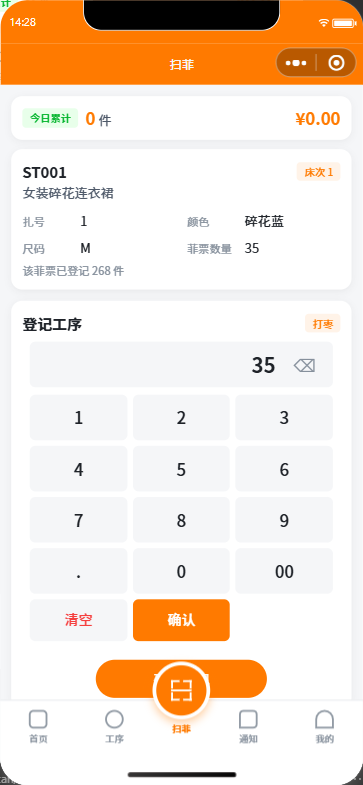 14:28
扫菲
今日累计 0 件 ¥0.00
ST001 床次 1
女装碎花连衣裙
扎号 1 颜色 碎花蓝
尺码 M 菲票数量 35
该菲票已登记 268 件
登记工序 打枣
35
1 2 3
4 5 6
7 8 9
. 0 00
清空 确认
首页 工序 扫菲 通知 我的